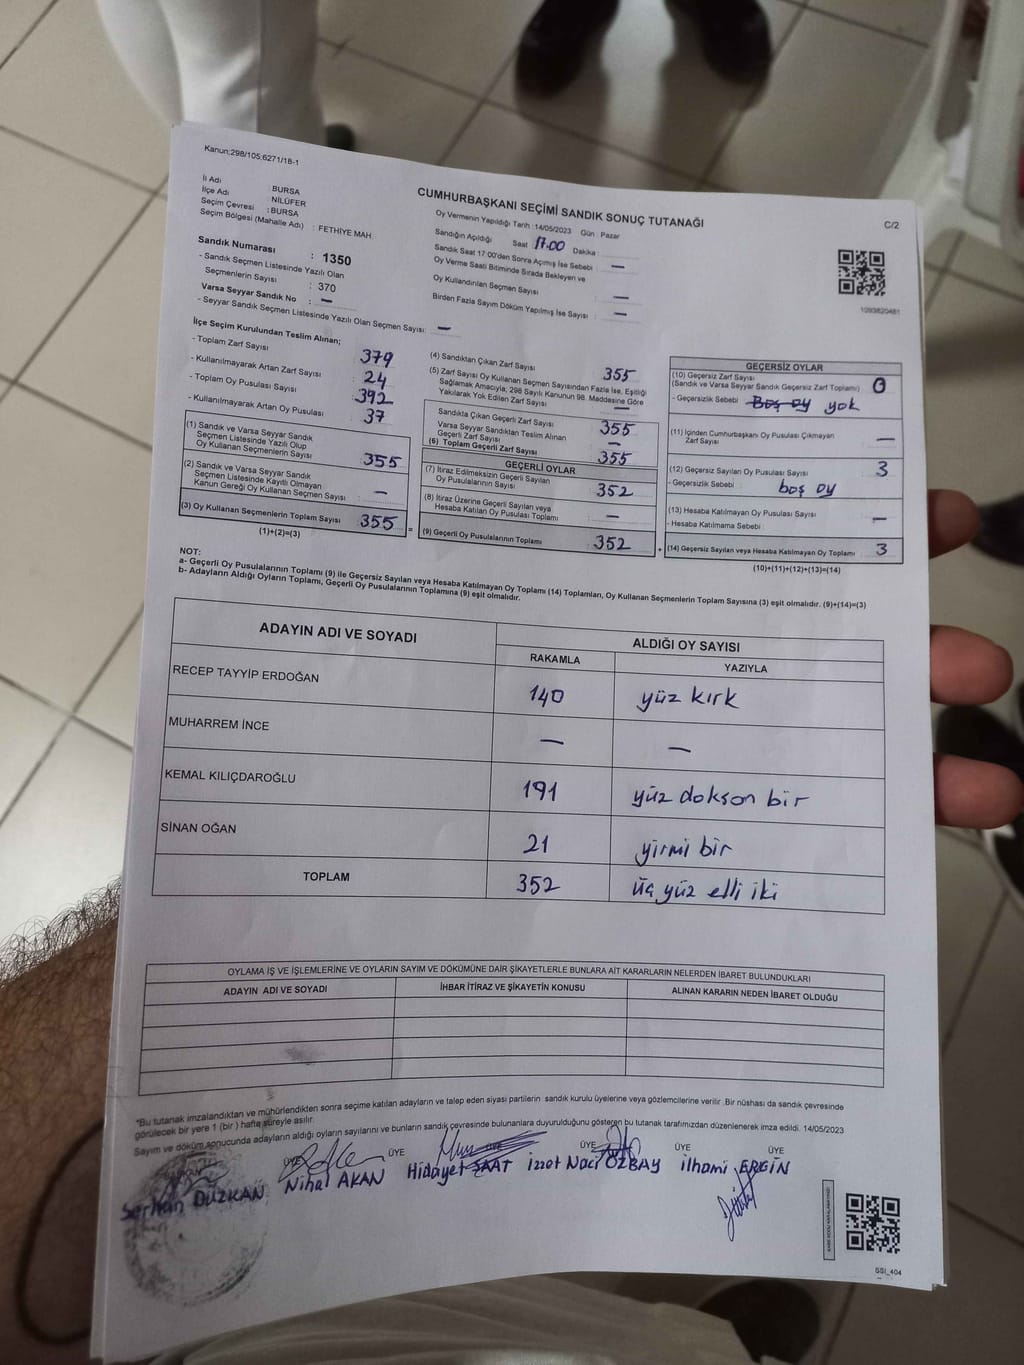 Kanun;298/105;6271/18-1
CUMHURBAŞKANI SEÇİMİ SANDIK SONUÇ TUTANAĞI
C/2
İl Adı : BURSA
İlçe Adı : NİLÜFER
Seçim Çevresi : BURSA
Seçim Bölgesi (Mahalle Adı) : FETHİYE MAH
Sandık Numarası : 1350
- Sandık Seçmen Listesinde Yazılı Olan
Seçmenlerin Sayısı : 370
Varsa Seyyar Sandık No : —
- Seyyar Sandık Seçmen Listesinde Yazılı Olan Seçmen Sayısı : —
Oy Vermenin Yapıldığı Tarih : 14/05/2023 Gün : Pazar
Sandığın Açıldığı Saat 17.00 Dakika :
Sandık Saat 17:00'den Sonra Açımış İse Sebebi : —
Oy Verme Saati Bitiminde Sırada Bekleyen ve
Oy Kullandırılan Seçmen Sayısı : —
Birden Fazla Sayım Döküm Yapılmış İse Sayısı : —
1093820481
İlçe Seçim Kurulundan Teslim Alınan;
- Toplam Zarf Sayısı 379
- Kullanılmayarak Artan Zarf Sayısı 24
- Toplam Oy Pusulası Sayısı 392
- Kullanılmayarak Artan Oy Pusulası 37
(1) Sandık ve Varsa Seyyar Sandık
Seçmen Listesinde Yazılı Olup
Oy Kullanan Seçmenlerin Sayısı 355
(2) Sandık ve Varsa Seyyar Sandık
Seçmen Listesinde Kayıtlı Olmayan
Kanun Gereği Oy Kullanan Seçmen Sayısı —
(3) Oy Kullanan Seçmenlerin Toplam Sayısı 355
(1)+(2)=(3)
(4) Sandıktan Çıkan Zarf Sayısı 355
(5) Zarf Sayısı Oy Kullanan Seçmen Sayısından Fazla İse, Eşitliği
Sağlamak Amacıyla; 298 Sayılı Kanunun 98. Maddesine Göre
Yakılarak Yok Edilen Zarf Sayısı —
Sandıkta Çıkan Geçerli Zarf Sayısı 355
Varsa Seyyar Sandıktan Teslim Alınan
Geçerli Zarf Sayısı —
(6) Toplam Geçerli Zarf Sayısı 355
GEÇERLİ OYLAR
(7) İtiraz Edilmeksizin Geçerli Sayılan
Oy Pusulalarının Sayısı 352
(8) İtiraz Üzerine Geçerli Sayılan veya
Hesaba Katılan Oy Pusulası Toplamı —
(9) Geçerli Oy Pusulalarının Toplamı 352
GEÇERSİZ OYLAR
(10) Geçersiz Zarf Sayısı
(Sandık ve Varsa Seyyar Sandık Geçersiz Zarf Toplamı) 0
- Geçersizlik Sebebi : Boş oy yok
(11) İçinden Cumhurbaşkanı Oy Pusulası Çıkmayan
Zarf Sayısı —
(12) Geçersiz Sayılan Oy Pusulası Sayısı 3
- Geçersizlik Sebebi : boş oy
(13) Hesaba Katılmayan Oy Pusulası Sayısı —
- Hesaba Katılmama Sebebi :
(14) Geçersiz Sayılan veya Hesaba Katılmayan Oy Toplamı 3
(10)+(11)+(12)+(13)=(14)
NOT:
a- Geçerli Oy Pusulalarının Toplamı (9) ile Geçersiz Sayılan veya Hesaba Katılmayan Oy Toplamı (14) Toplamları, Oy Kullanan Seçmenlerin Toplam Sayısına (3) eşit olmalıdır. (9)+(14)=(3)
b- Adayların Aldığı Oyların Toplamı, Geçerli Oy Pusulalarının Toplamına (9) eşit olmalıdır.
ADAYIN ADI VE SOYADI ALDIĞI OY SAYISI
RAKAMLA YAZIYLA
RECEP TAYYİP ERDOĞAN 140 yüz kırk
MUHARREM İNCE — —
KEMAL KILIÇDAROĞLU 191 yüz dokson bir
SİNAN OĞAN 21 yirmi bir
TOPLAM 352 üç yüz elli iki
OYLAMA İŞ VE İŞLEMLERİNE VE OYLARIN SAYIM VE DÖKÜMÜNE DAİR ŞİKAYETLERLE BUNLARA AİT KARARLARIN NELERDEN İBARET BULUNDUKLARI
ADAYIN ADI VE SOYADI İHBAR İTİRAZ VE ŞİKAYETİN KONUSU ALINAN KARARIN NEDEN İBARET OLDUĞU
*Bu tutanak imzalandıktan ve mühürlendikten sonra seçime katılan adayların ve talep eden siyasi partilerin sandık kurulu üyelerine veya gözlemcilerine verilir. Bir nüshası da sandık çevresinde
görülecek bir yere 1 (bir ) hafta süreyle asılır.
Sayım ve döküm sonucunda adayların aldığı oyların sayılarını ve bunların sandık çevresinde bulunanlara duyurulduğunu gösteren bu tutanak tarafımızdan düzenlenerek imza edildi. 14/05/2023
ÜYE ÜYE ÜYE ÜYE ÜYE ÜYE
Serkan DÜZKAN Nihal AKAN Hidayet SAAT İzzet Naci ÖZBAY İlhami ERGİN
SSİ_404